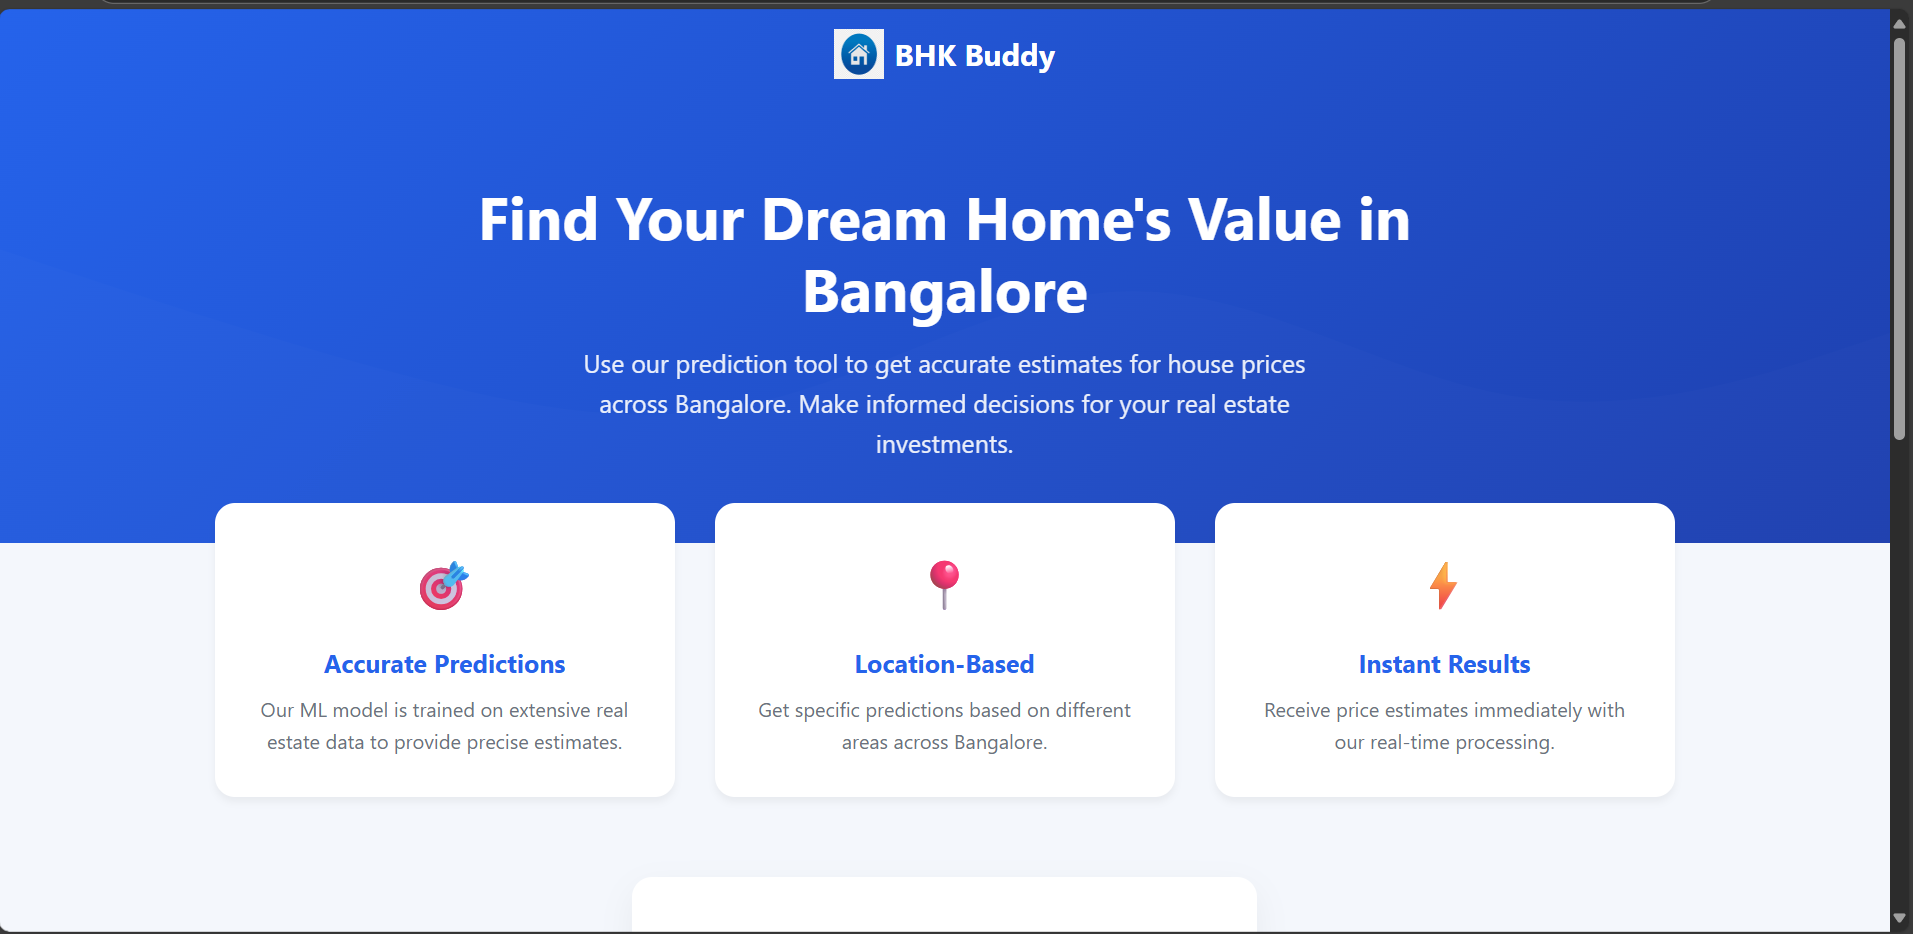 BHK Buddy
Find Your Dream Home's Value in
Bangalore
Use our prediction tool to get accurate estimates for house prices
across Bangalore. Make informed decisions for your real estate
investments.
Accurate Predictions
Our ML model is trained on extensive real
estate data to provide precise estimates.
Location-Based
Get specific predictions based on different
areas across Bangalore.
Instant Results
Receive price estimates immediately with
our real-time processing.